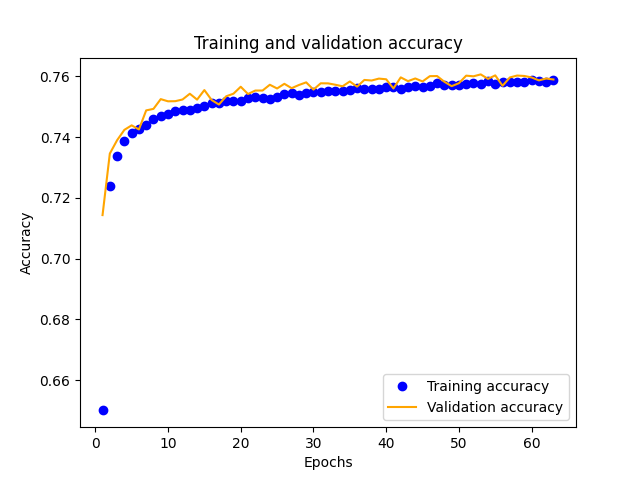 Training and validation accuracy
0.76
0.74
0.72
0.70
0.68
0.66
Accuracy
0
10
20
30
40
50
60
Epochs
Training accuracy
Validation accuracy